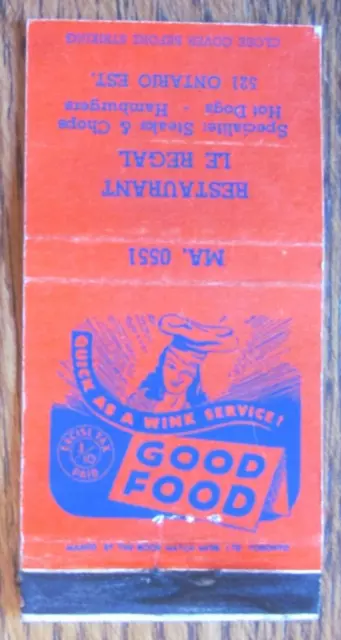 MA. 0551
RESTAURANT
LE REGAL
Specialite: Steaks & Chops
Hot Dogs - Hamburgers
521 ONTARIO EST.
CLOSE COVER BEFORE STRIKING
QUICK AS A WINK SERVICE!
GOOD
FOOD
EXCISE TAX
PAID